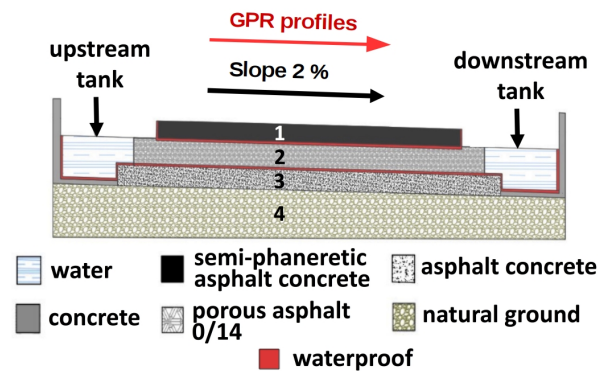 GPR profiles
upstream
tank
Slope 2 %
downstream
tank
1
2
3
4
water
semi-phaneretic
asphalt concrete
asphalt concrete
concrete
porous asphalt
0/14
natural ground
waterproof